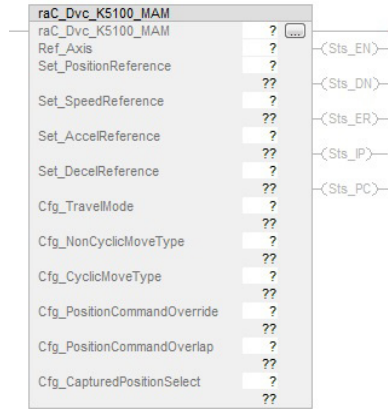 raC_Dvc_K5100_MAM
raC_Dvc_K5100_MAM ? ...
Ref_Axis ? (Sts_EN)
Set_PositionReference ?
?? (Sts_DN)
Set_SpeedReference ?
?? (Sts_ER)
Set_AccelReference ?
?? (Sts_IP)
Set_DecelReference ?
?? (Sts_PC)
Cfg_TravelMode ?
??
Cfg_NonCyclicMoveType ?
??
Cfg_CyclicMoveType ?
??
Cfg_PositionCommandOverride ?
??
Cfg_PositionCommandOverlap ?
??
Cfg_CapturedPositionSelect ?
??